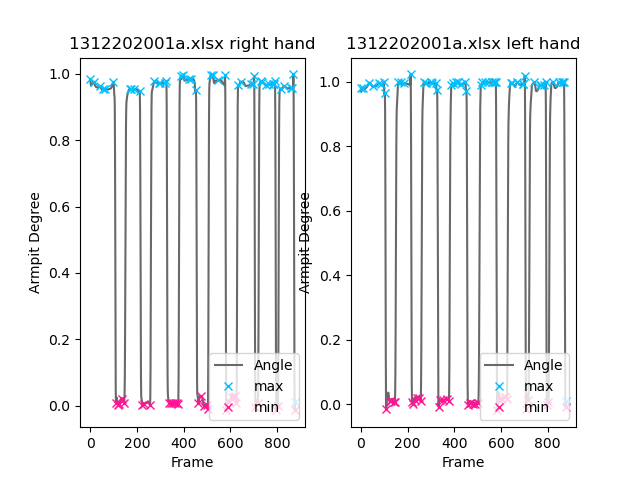 1312202001a.xlsx right hand
1312202001a.xlsx left hand
Armpit Degree
1.0
0.8
0.6
0.4
0.2
0.0
0
200
400
600
800
Frame
Angle
max
min
Armpit Degree
1.0
0.8
0.6
0.4
0.2
0.0
0
200
400
600
800
Frame
Angle
max
min